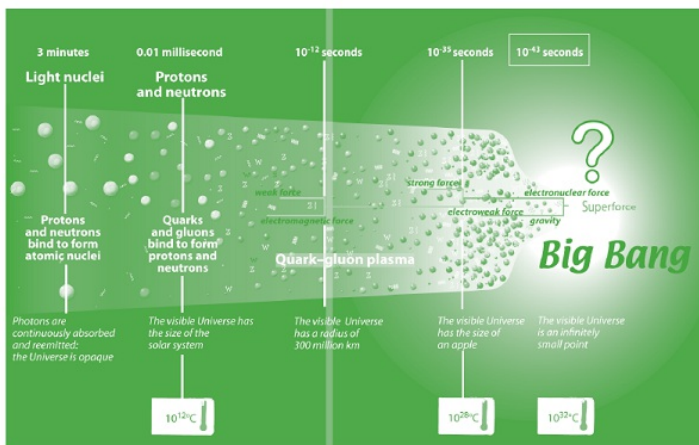 3 minutes
0.01 millisecond
10⁻¹² seconds
10⁻³⁵ seconds
10⁻⁴³ seconds
Light nuclei
Protons
and neutrons
?
strong force
weak force
electronuclear force
Superforce
electroweak force
electromagnetic force
gravity
Big Bang
Protons
and neutrons
bind to form
atomic nuclei
Quarks
and gluons
bind to form
protons and
neutrons
Quark–gluon plasma
Photons are
continuously absorbed
and reemitted:
the Universe is opaque
The visible Universe has
the size of the
solar system
The visible Universe
has a radius of
300 million km
The visible Universe
has the size of
an apple
The visible Universe
is an infinitely
small point
10¹²°C
10²⁸°C
10³²°C